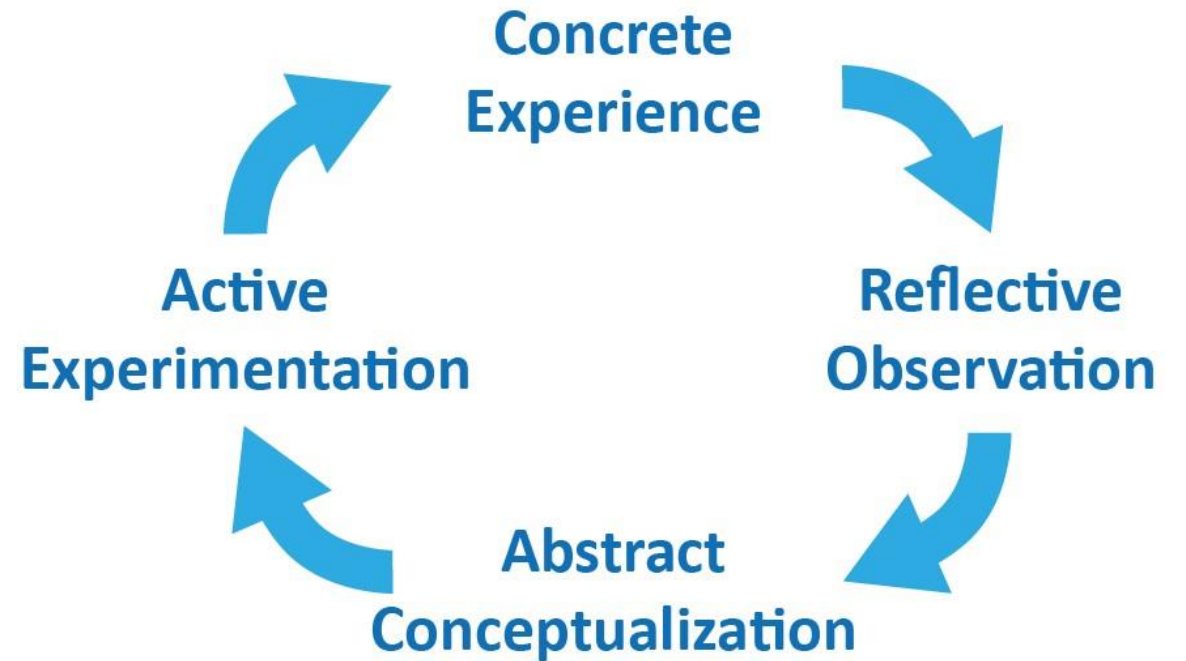 Concrete
Experience
Reflective
Observation
Abstract
Conceptualization
Active
Experimentation